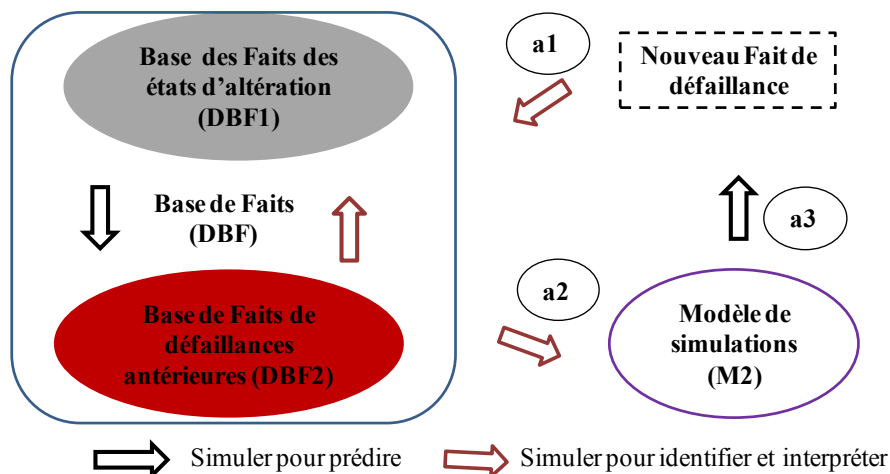 Base des Faits des
états d'altération
(DBF1)
a1
Nouveau Fait de
défaillance
Base de Faits
(DBF)
a3
a2
Base de Faits de
défaillances
antérieures (DBF2)
Modèle de
simulations
(M2)
Simuler pour prédire
Simuler pour identifier et interpréter